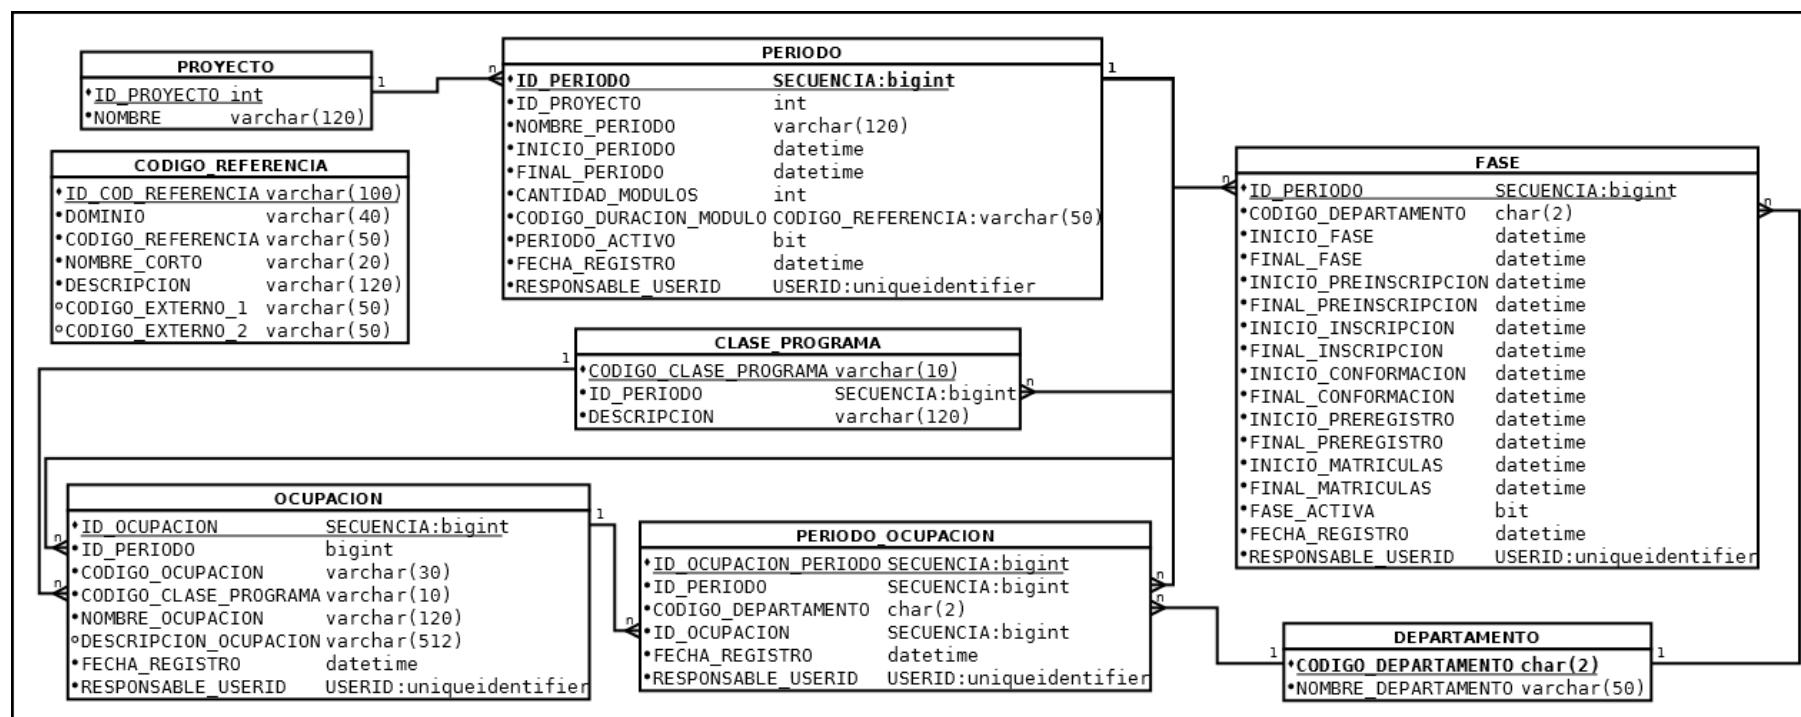 PROYECTO
ID_PROYECTO int
NOMBRE varchar(120)
1
n
PERIODO
ID_PERIODO SECUENCIA:bigint
ID_PROYECTO int
NOMBRE_PERIODO varchar(120)
INICIO_PERIODO datetime
FINAL_PERIODO datetime
CANTIDAD_MODULOS int
CODIGO_DURACION_MODULO CODIGO_REFERENCIA:varchar(50)
PERIODO_ACTIVO bit
FECHA_REGISTRO datetime
RESPONSABLE_USERID USERID:uniqueidentifier
1
CODIGO_REFERENCIA
ID_COD_REFERENCIA varchar(100)
DOMINIO varchar(40)
CODIGO_REFERENCIA varchar(50)
NOMBRE_CORTO varchar(20)
DESCRIPCION varchar(120)
CODIGO_EXTERNO_1 varchar(50)
CODIGO_EXTERNO_2 varchar(50)
FASE
n
ID_PERIODO SECUENCIA:bigint
n
CODIGO_DEPARTAMENTO char(2)
INICIO_FASE datetime
FINAL_FASE datetime
INICIO_PREINSCRIPCION datetime
FINAL_PREINSCRIPCION datetime
INICIO_INSCRIPCION datetime
FINAL_INSCRIPCION datetime
INICIO_CONFORMACION datetime
FINAL_CONFORMACION datetime
INICIO_PREREGISTRO datetime
FINAL_PREREGISTRO datetime
INICIO_MATRICULAS datetime
FINAL_MATRICULAS datetime
FASE_ACTIVA bit
FECHA_REGISTRO datetime
RESPONSABLE_USERID USERID:uniqueidentifier
CLASE_PROGRAMA
1
CODIGO_CLASE_PROGRAMA varchar(10)
ID_PERIODO SECUENCIA:bigint
n
DESCRIPCION varchar(120)
OCUPACION
ID_OCUPACION SECUENCIA:bigint
1
n
ID_PERIODO bigint
CODIGO_OCUPACION varchar(30)
n
CODIGO_CLASE_PROGRAMA varchar(10)
NOMBRE_OCUPACION varchar(120)
DESCRIPCION_OCUPACION varchar(512)
FECHA_REGISTRO datetime
RESPONSABLE_USERID USERID:uniqueidentifier
PERIODO_OCUPACION
ID_OCUPACION_PERIODO SECUENCIA:bigint
ID_PERIODO SECUENCIA:bigint
n
CODIGO_DEPARTAMENTO char(2)
n
n
ID_OCUPACION SECUENCIA:bigint
FECHA_REGISTRO datetime
RESPONSABLE_USERID USERID:uniqueidentifier
DEPARTAMENTO
1
CODIGO_DEPARTAMENTO char(2)
1
NOMBRE_DEPARTAMENTO varchar(50)